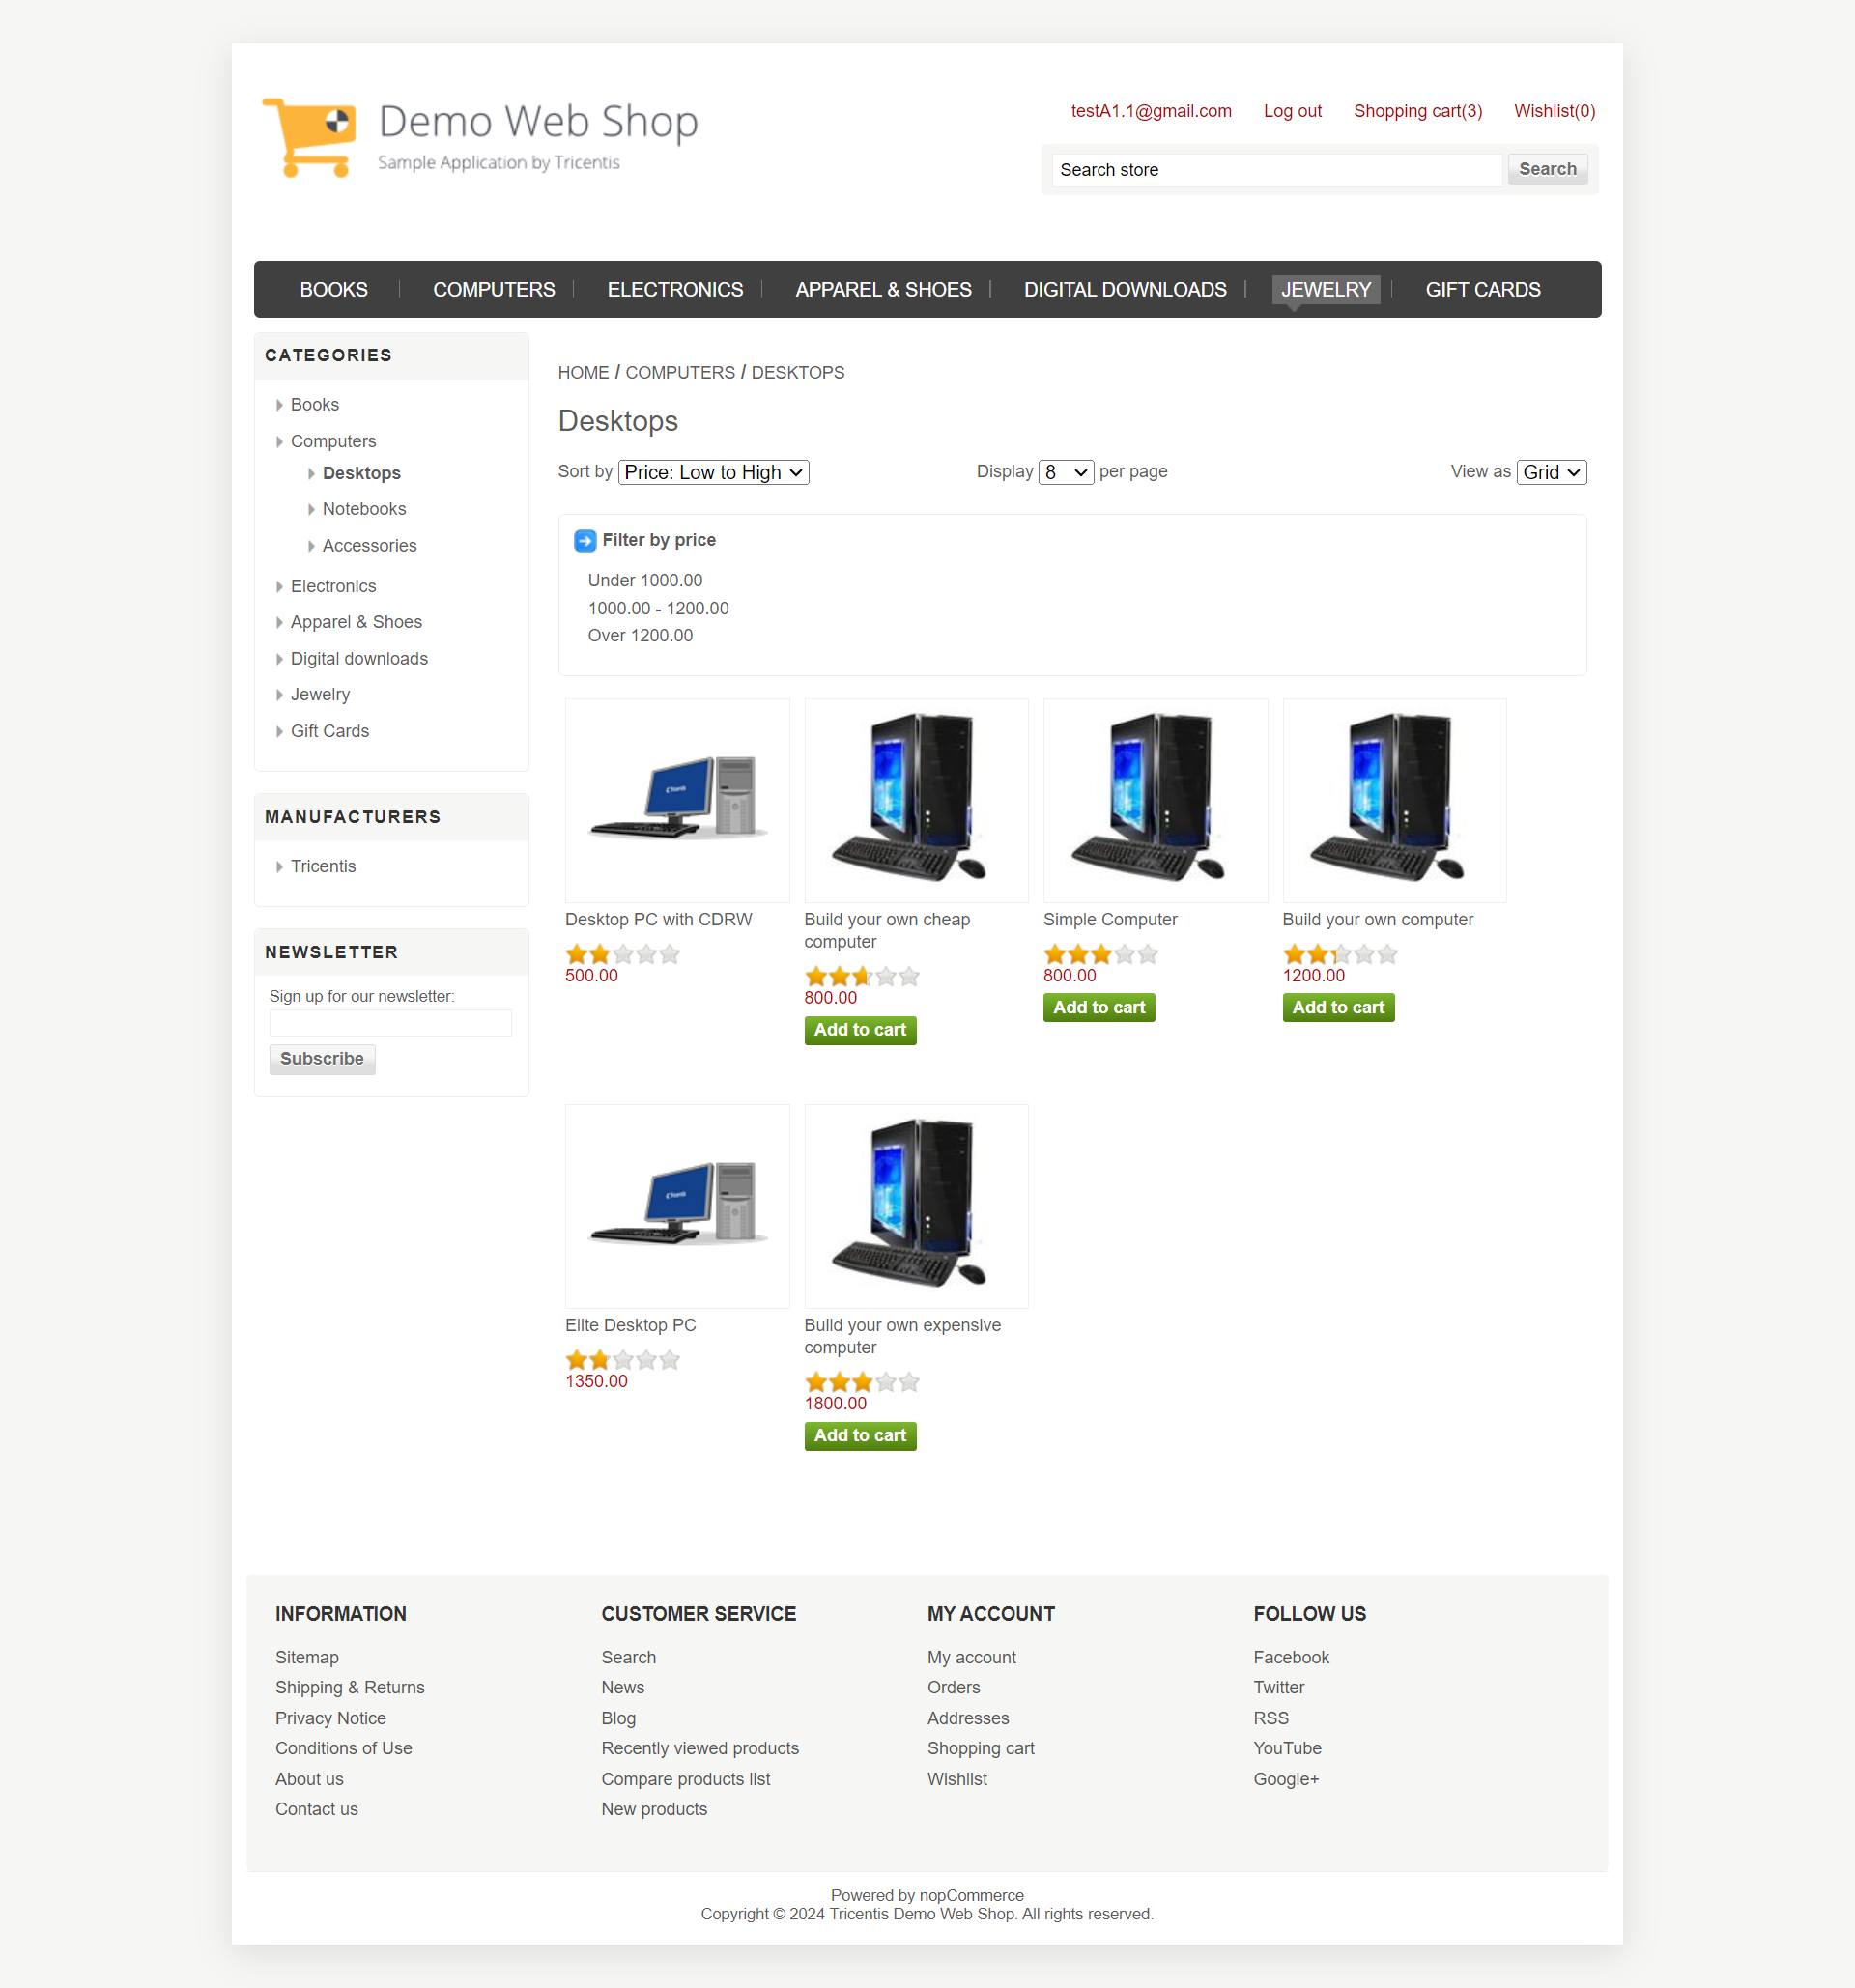 Demo Web Shop
Sample Application by Tricentis
testA1.1@gmail.com Log out Shopping cart(3) Wishlist(0)
Search store Search
BOOKS COMPUTERS ELECTRONICS APPAREL & SHOES DIGITAL DOWNLOADS JEWELRY GIFT CARDS
CATEGORIES
Books
Computers
Desktops
Notebooks
Accessories
Electronics
Apparel & Shoes
Digital downloads
Jewelry
Gift Cards
MANUFACTURERS
Tricentis
NEWSLETTER
Sign up for our newsletter:
Subscribe
HOME / COMPUTERS / DESKTOPS
Desktops
Sort by Price: Low to High Display 8 per page View as Grid
Filter by price
Under 1000.00
1000.00 - 1200.00
Over 1200.00
Desktop PC with CDRW
500.00
Build your own cheap
computer
800.00
Add to cart
Simple Computer
800.00
Add to cart
Build your own computer
1200.00
Add to cart
Elite Desktop PC
1350.00
Build your own expensive
computer
1800.00
Add to cart
INFORMATION
Sitemap
Shipping & Returns
Privacy Notice
Conditions of Use
About us
Contact us
CUSTOMER SERVICE
Search
News
Blog
Recently viewed products
Compare products list
New products
MY ACCOUNT
My account
Orders
Addresses
Shopping cart
Wishlist
FOLLOW US
Facebook
Twitter
RSS
YouTube
Google+
Powered by nopCommerce
Copyright © 2024 Tricentis Demo Web Shop. All rights reserved.